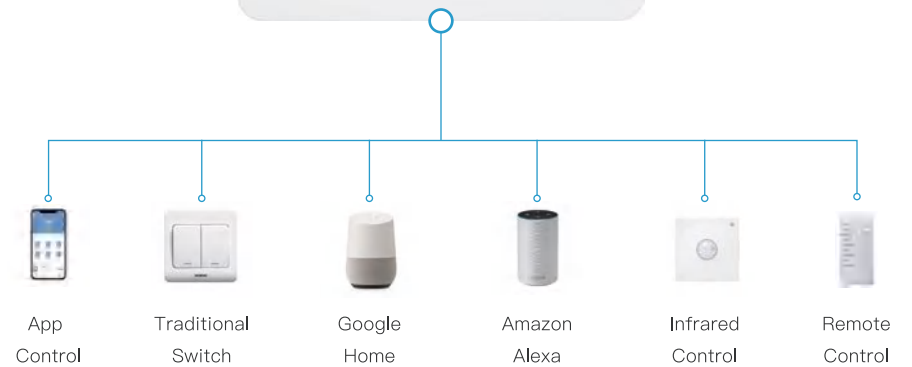 App
Control
Traditional
Switch
Google
Home
Amazon
Alexa
Infrared
Control
Remote
Control